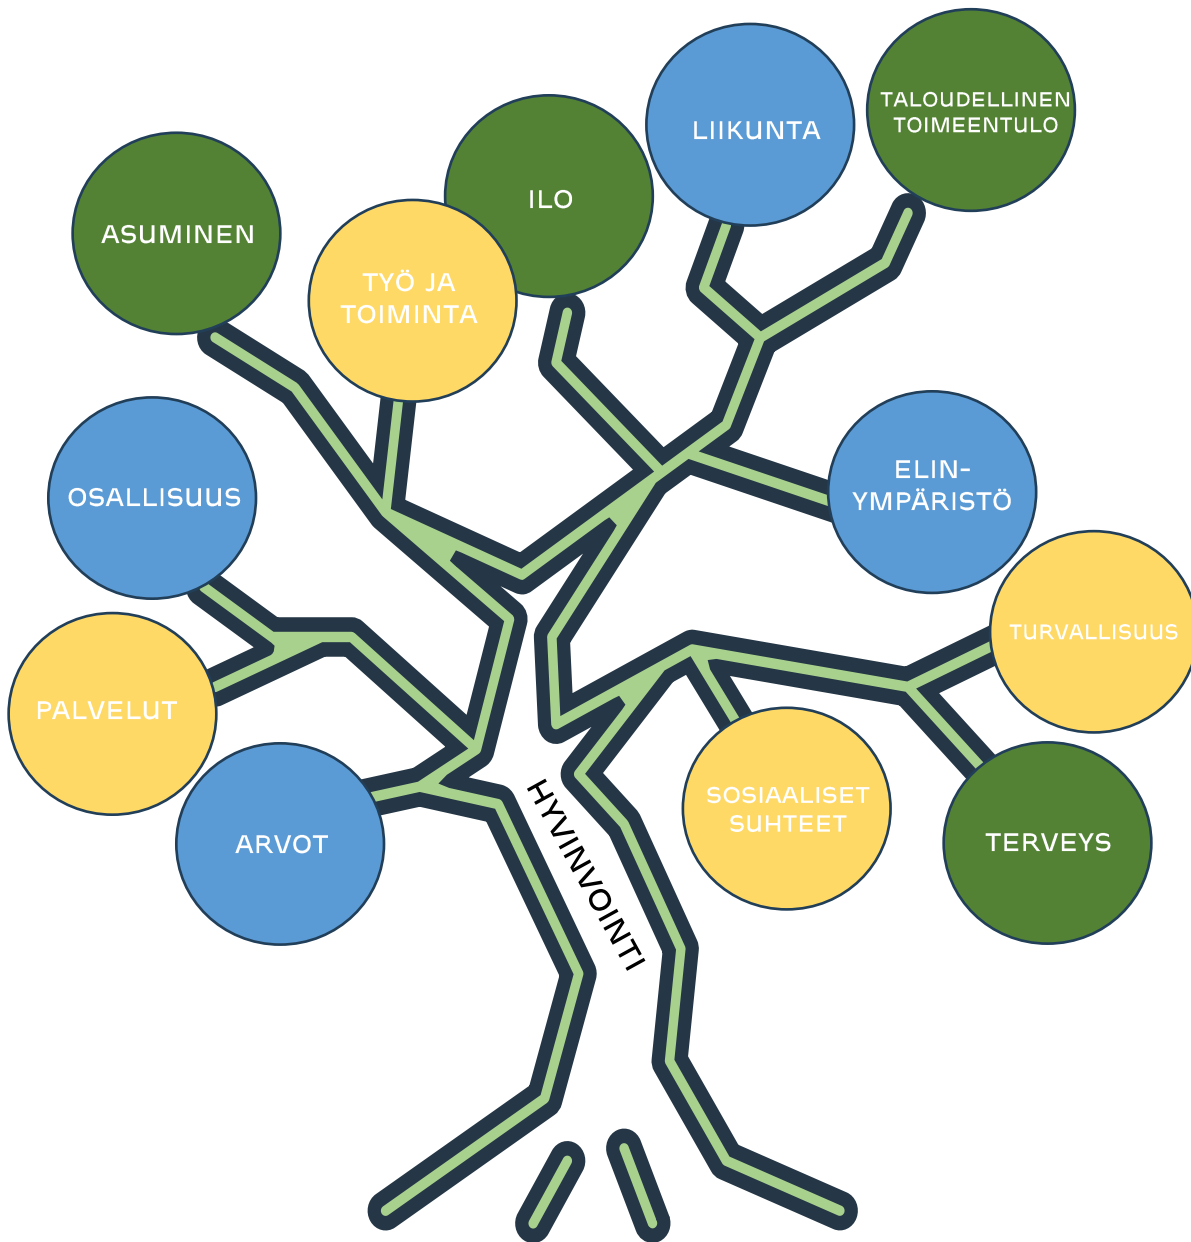 TALOUDELLINEN
TOIMEENTULO
LIIKUNTA
ILO
ASUMINEN
TYÖ JA
TOIMINTA
ELIN-
YMPÄRISTÖ
OSALLISUUS
TURVALLISUUS
PALVELUT
SOSIAALISET
SUHTEET
ARVOT
TERVEYS
HYVINVOINTI